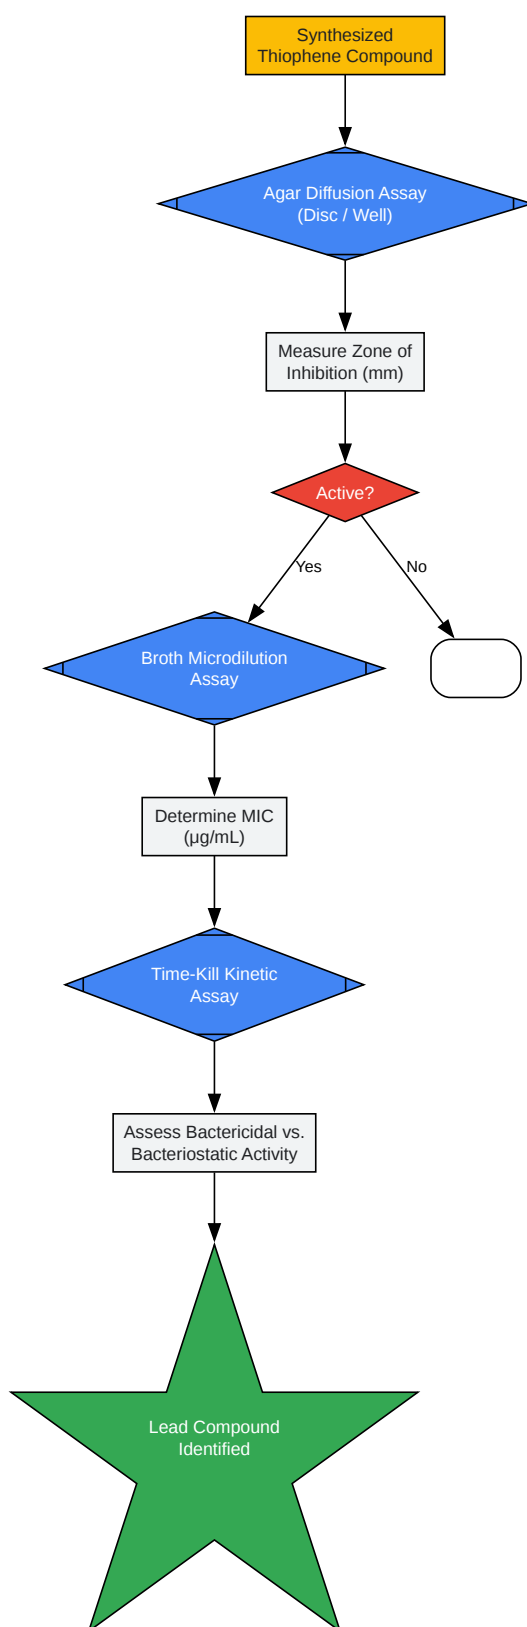 Synthesized
Thiophene Compound
Agar Diffusion Assay
(Disc / Well)
Measure Zone of
Inhibition (mm)
Active?
Yes
No
Broth Microdilution
Assay
Determine MIC
(μg/mL)
Time-Kill Kinetic
Assay
Assess Bactericidal vs.
Bacteriostatic Activity
Lead Compound
Identified